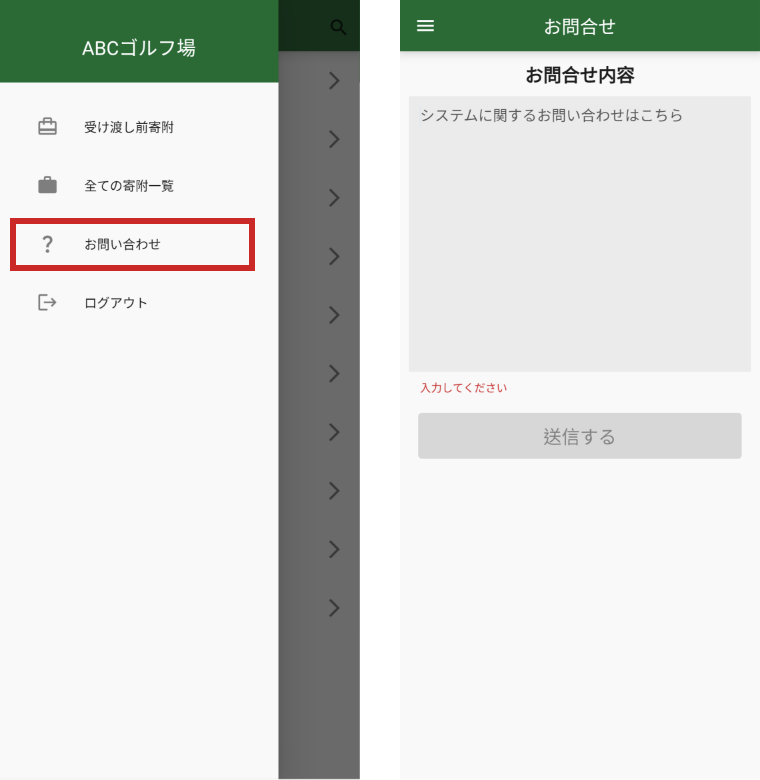 ABCゴルフ場
受け渡し前寄附
全ての寄附一覧
お問い合わせ
ログアウト
お問合せ
お問合せ内容
システムに関するお問い合わせはこちら
入力してください
送信する